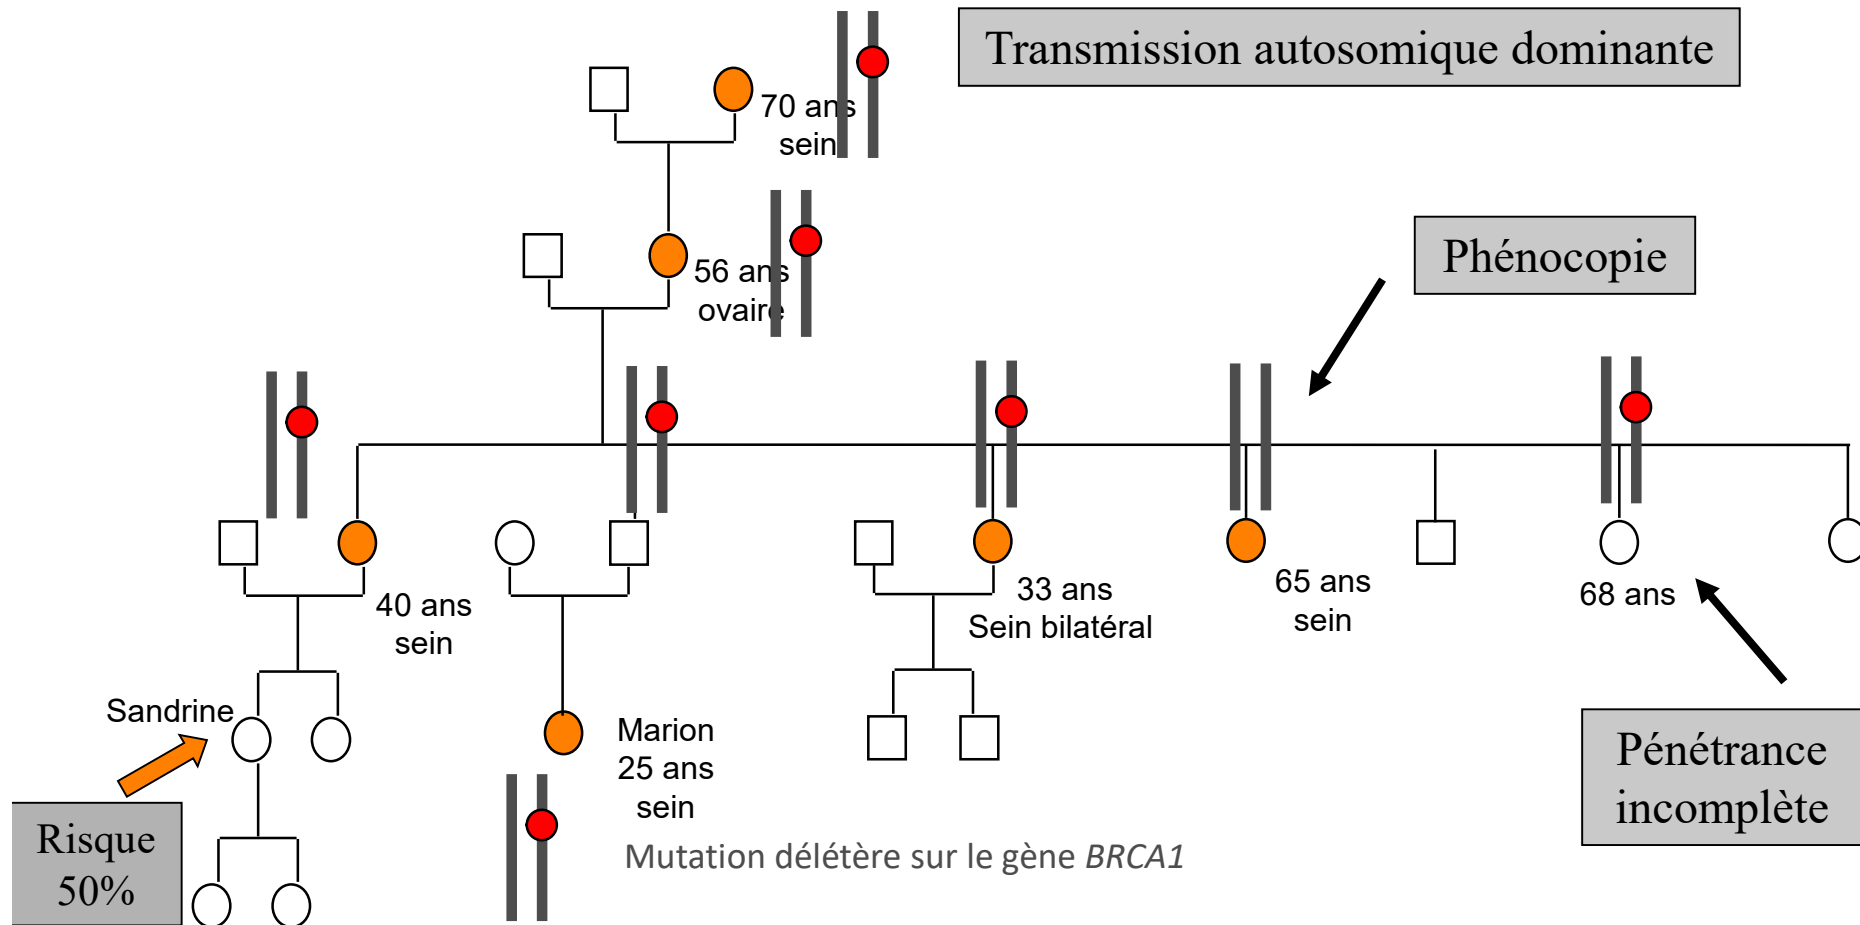 Transmission autosomique dominante
70 ans
sein
Phénocopie
56 ans
ovaire
40 ans
sein
33 ans
Sein bilatéral
65 ans
sein
68 ans
Sandrine
Marion
25 ans
sein
Pénétrance
incomplète
Risque
50%
Mutation délétère sur le gène BRCA1